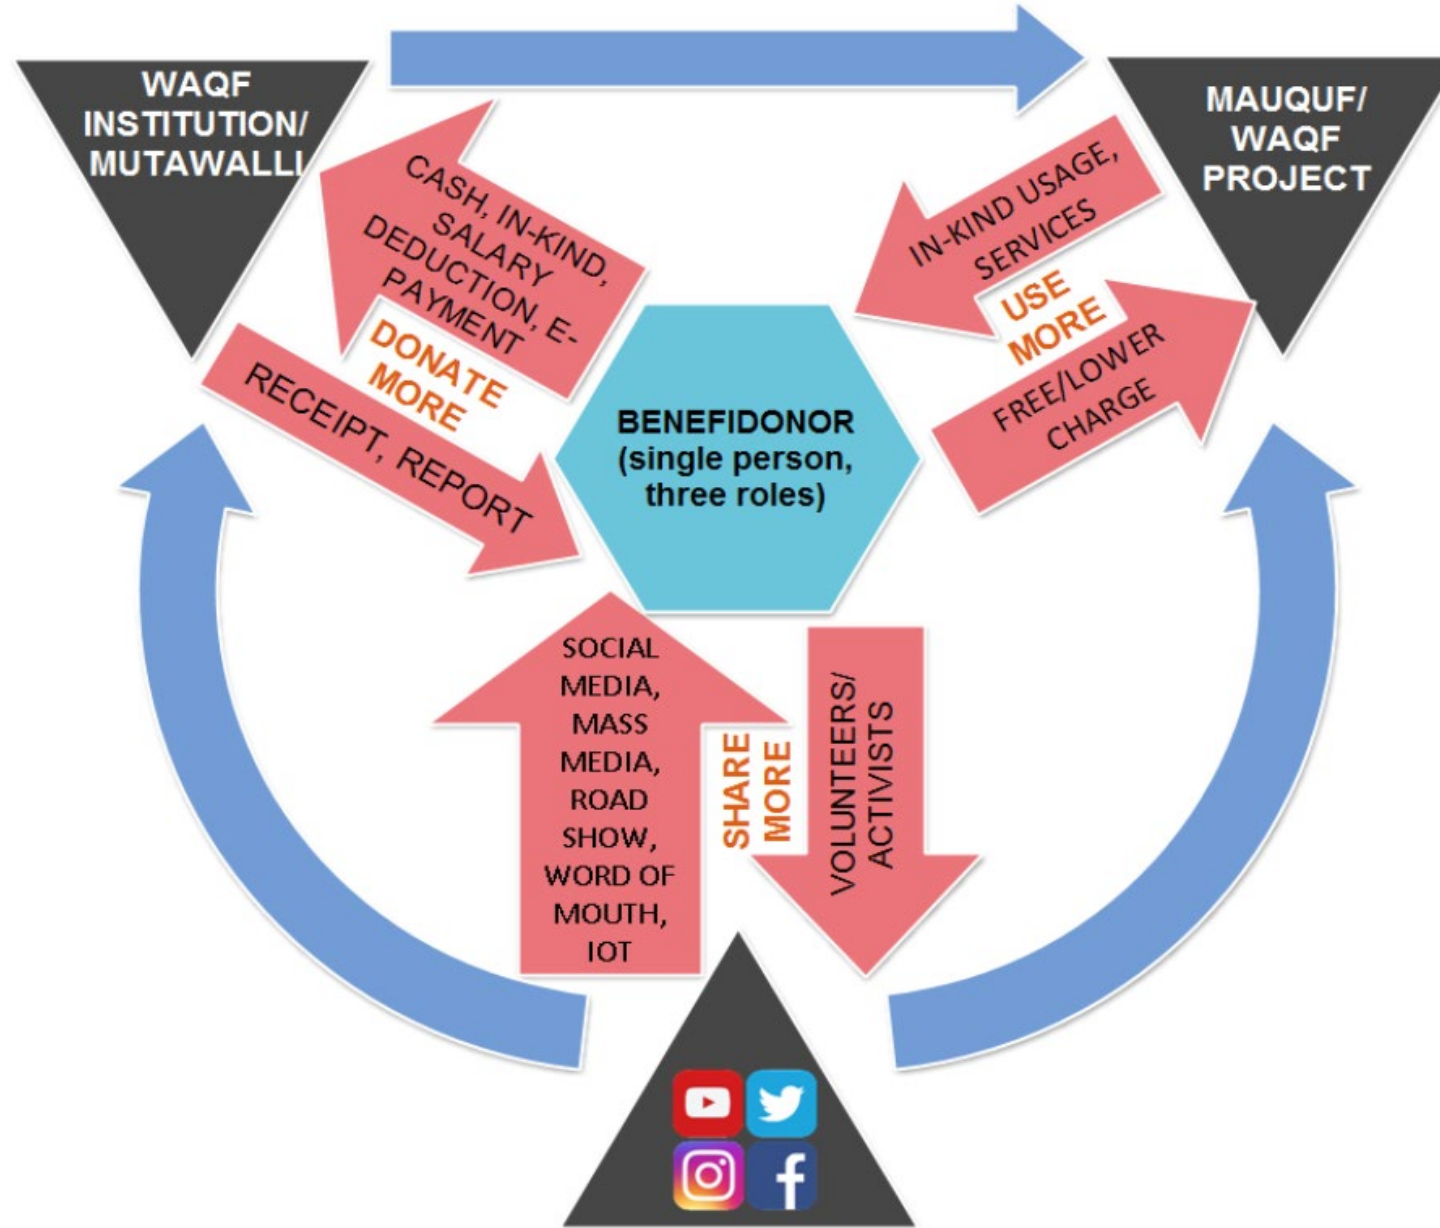 WAQF
INSTITUTION/
MUTAWALLI
MAUQUF/
WAQF
PROJECT
CASH, IN-KIND,
SALARY
DEDUCTION, E-
PAYMENT
DONATE
MORE
RECEIPT, REPORT
IN-KIND USAGE,
SERVICES
USE
MORE
FREE/LOWER
CHARGE
BENEFIDONOR
(single person,
three roles)
SOCIAL
MEDIA,
MASS
MEDIA,
ROAD
SHOW,
WORD OF
MOUTH,
IOT
SHARE
MORE
VOLUNTEERS/
ACTIVISTS